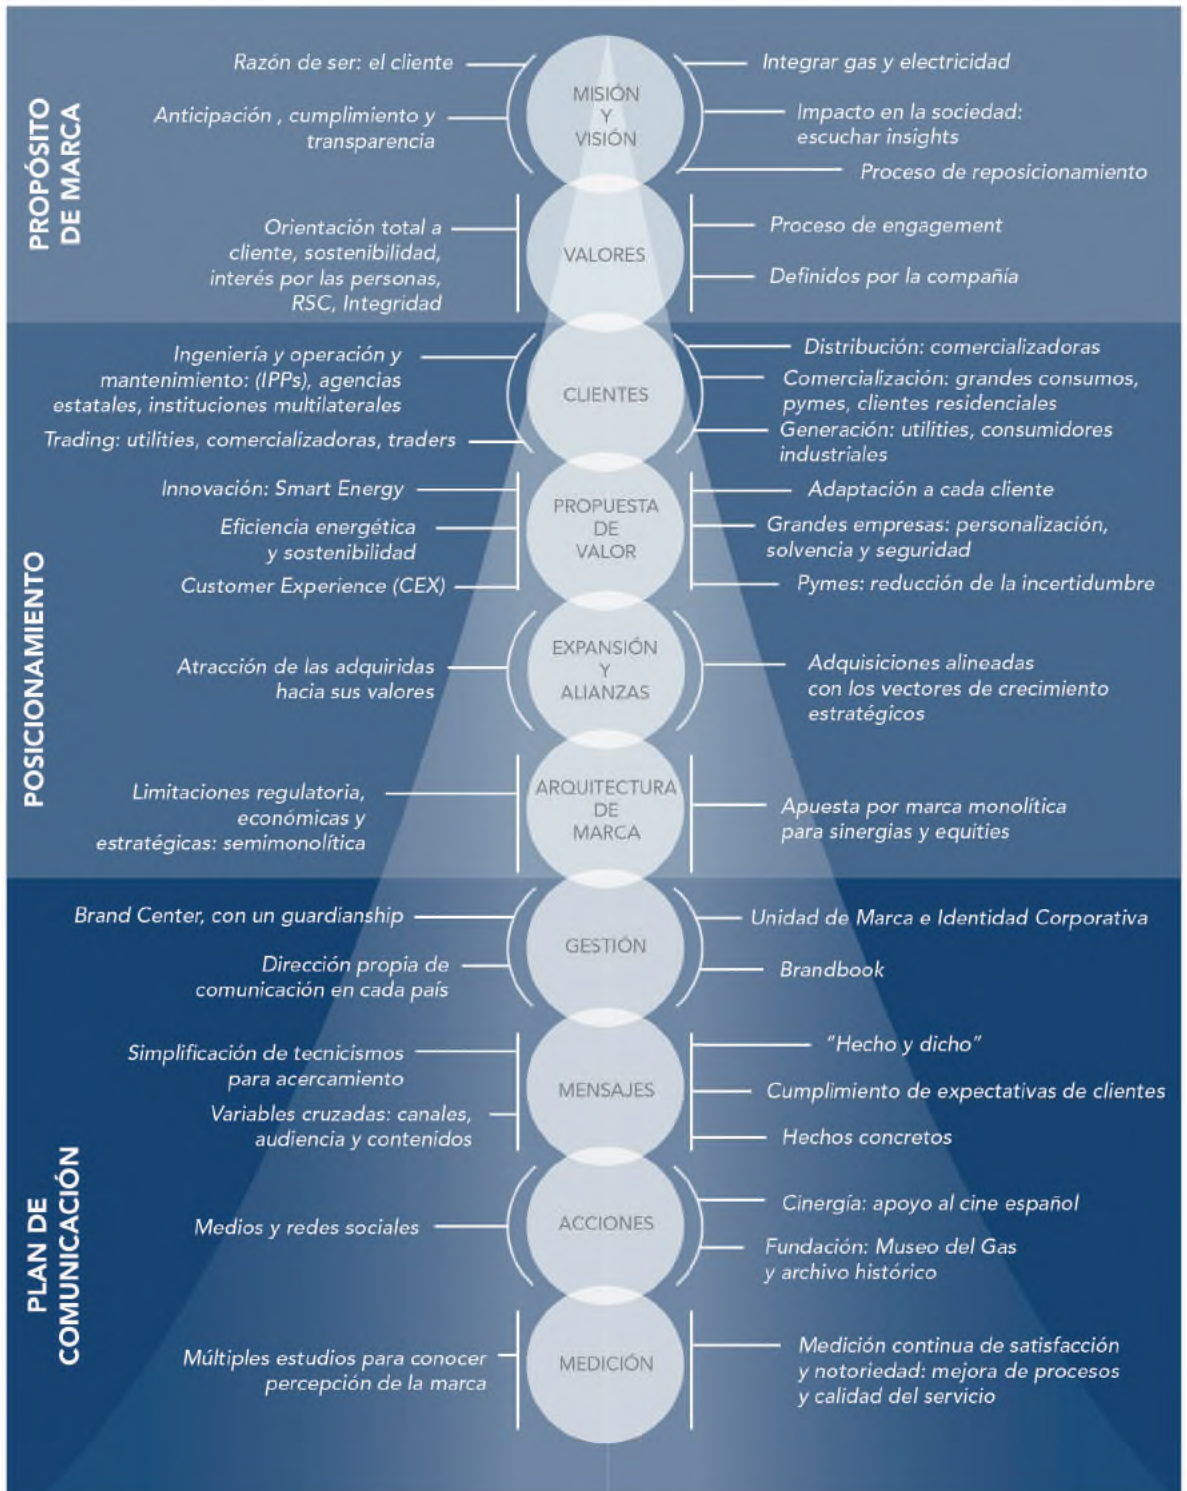 PROPÓSITO
DE MARCA
Razón de ser: el cliente
Anticipación , cumplimiento y
transparencia
MISIÓN
Y
VISIÓN
Integrar gas y electricidad
Impacto en la sociedad:
escuchar insights
Proceso de reposicionamiento
Orientación total a
cliente, sostenibilidad,
interés por las personas,
RSC, Integridad
VALORES
Proceso de engagement
Definidos por la compañía
POSICIONAMIENTO
Ingeniería y operación y
mantenimiento: (IPPs), agencias
estatales, instituciones multilaterales
Trading: utilities, comercializadoras, traders
CLIENTES
Distribución: comercializadoras
Comercialización: grandes consumos,
pymes, clientes residenciales
Generación: utilities, consumidores
industriales
Innovación: Smart Energy
Eficiencia energética
y sostenibilidad
Customer Experience (CEX)
PROPUESTA
DE
VALOR
Adaptación a cada cliente
Grandes empresas: personalización,
solvencia y seguridad
Pymes: reducción de la incertidumbre
Atracción de las adquiridas
hacia sus valores
EXPANSIÓN
Y
ALIANZAS
Adquisiciones alineadas
con los vectores de crecimiento
estratégicos
Limitaciones regulatoria,
económicas y
estratégicas: semimonolítica
ARQUITECTURA
DE
MARCA
Apuesta por marca monolítica
para sinergias y equities
PLAN DE
COMUNICACIÓN
Brand Center, con un guardianship
Dirección propia de
comunicación en cada país
GESTIÓN
Unidad de Marca e Identidad Corporativa
Brandbook
Simplificación de tecnicismos
para acercamiento
Variables cruzadas: canales,
audiencia y contenidos
MENSAJES
"Hecho y dicho"
Cumplimiento de expectativas de clientes
Hechos concretos
Medios y redes sociales
ACCIONES
Cinergía: apoyo al cine español
Fundación: Museo del Gas
y archivo histórico
Múltiples estudios para conocer
percepción de la marca
MEDICIÓN
Medición continua de satisfacción
y notoriedad: mejora de procesos
y calidad del servicio